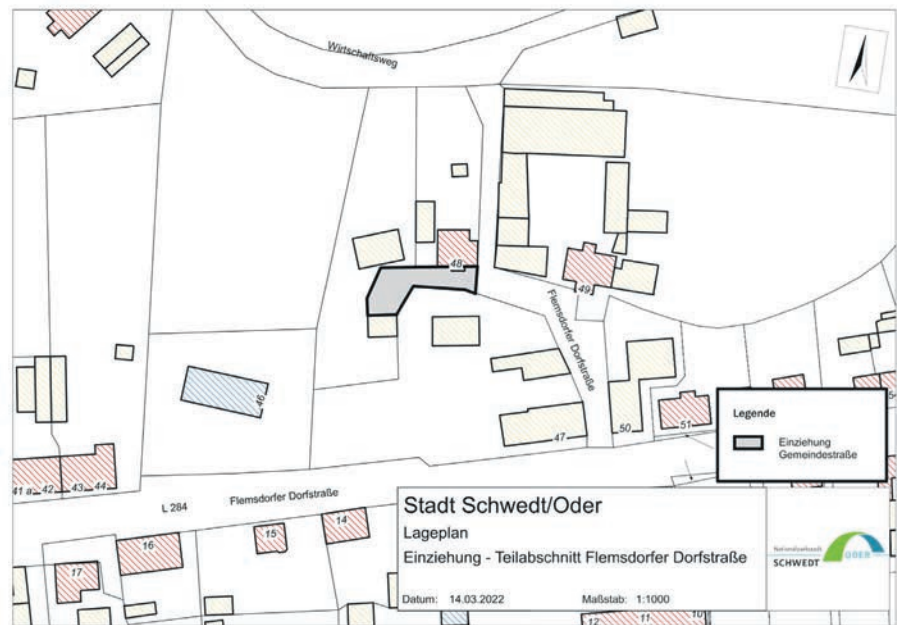 Wirtschaftsweg
48
49
Flemsdorfer Dorfstraße
46
47
50
51
54
Legende
Einziehung
Gemeindestraße
41 a
42
43
44
L 284
Flemsdorfer Dorfstraße
14
15
16
17
Stadt Schwedt/Oder
Lageplan
Einziehung - Teilabschnitt Flemsdorfer Dorfstraße
Datum: 14.03.2022
Maßstab: 1:1000
Nationalparkstadt
SCHWEDT
ODER
12
11
10